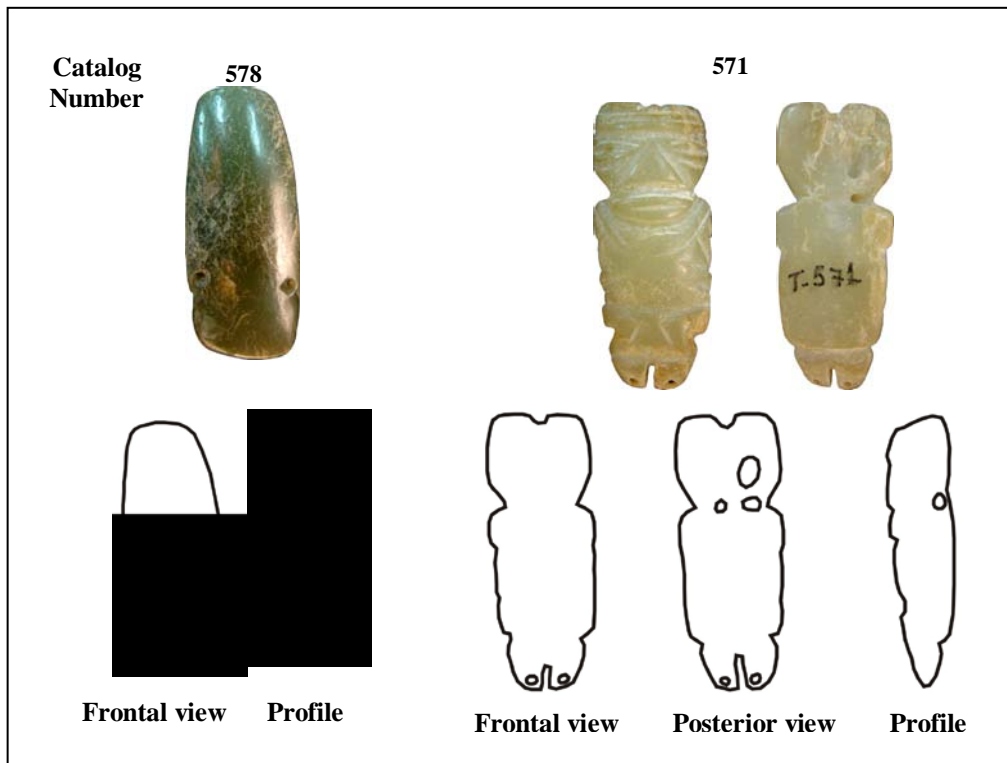 Catalog
Number
578
571
T-571
Frontal view
Profile
Frontal view
Posterior view
Profile